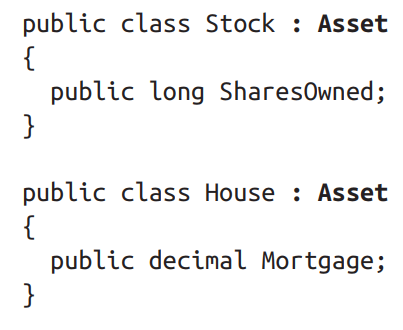 public class Stock : Asset
{
  public long SharesOwned;
}

public class House : Asset
{
  public decimal Mortgage;
}